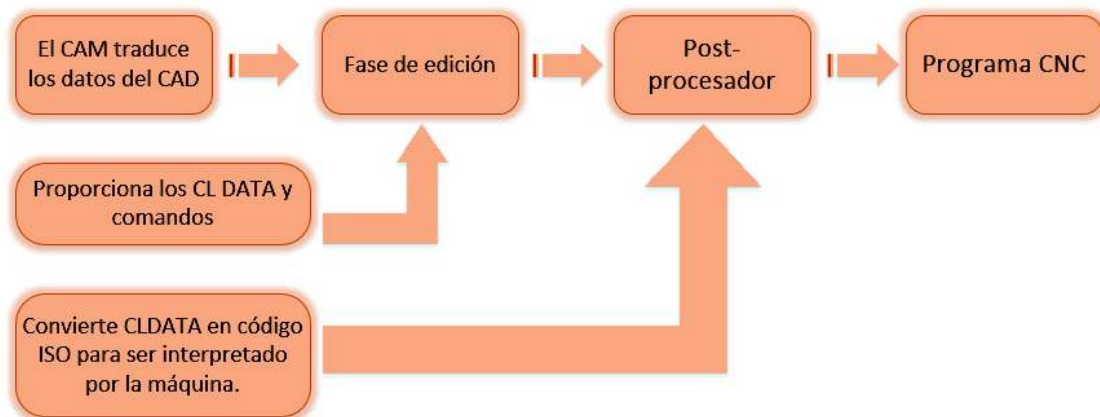 El CAM traduce
los datos del CAD
Fase de edición
Post-
procesador
Programa CNC
Proporciona los CL DATA y
comandos
Convierte CLDATA en código
ISO para ser interpretado
por la máquina.